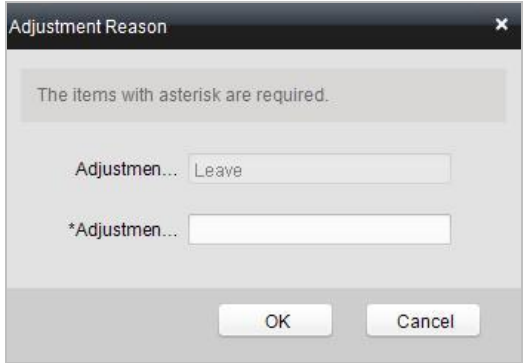 Adjustment Reason
The items with asterisk are required.
Adjustmen... Leave
*Adjustmen...
OK Cancel